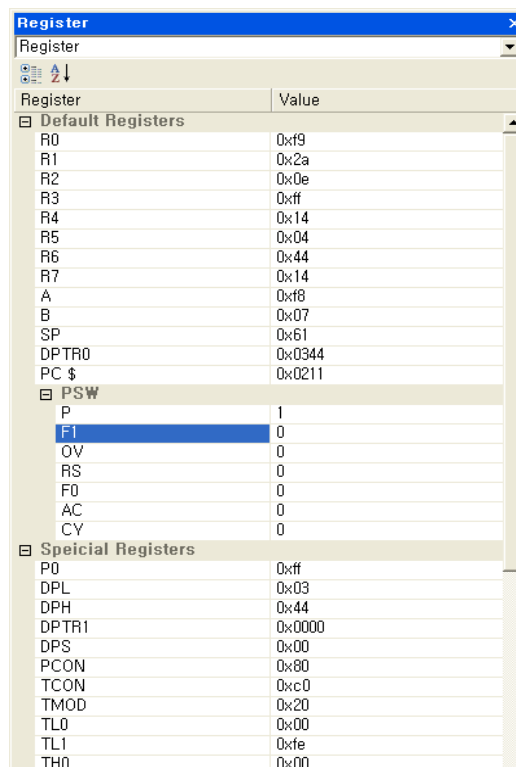 Register
Register
Register Value
Default Registers
R0 0xf9
R1 0x2a
R2 0x0e
R3 0xff
R4 0x14
R5 0x04
R6 0x44
R7 0x14
A 0xf8
B 0x07
SP 0x61
DPTR0 0x0344
PC $ 0x0211
PSW
P 1
F1 0
OV 0
RS 0
F0 0
AC 0
CY 0
Speicial Registers
P0 0xff
DPL 0x03
DPH 0x44
DPTR1 0x0000
DPS 0x00
PCON 0x80
TCON 0xc0
TMOD 0x20
TL0 0x00
TL1 0xfe
TH0 0x00